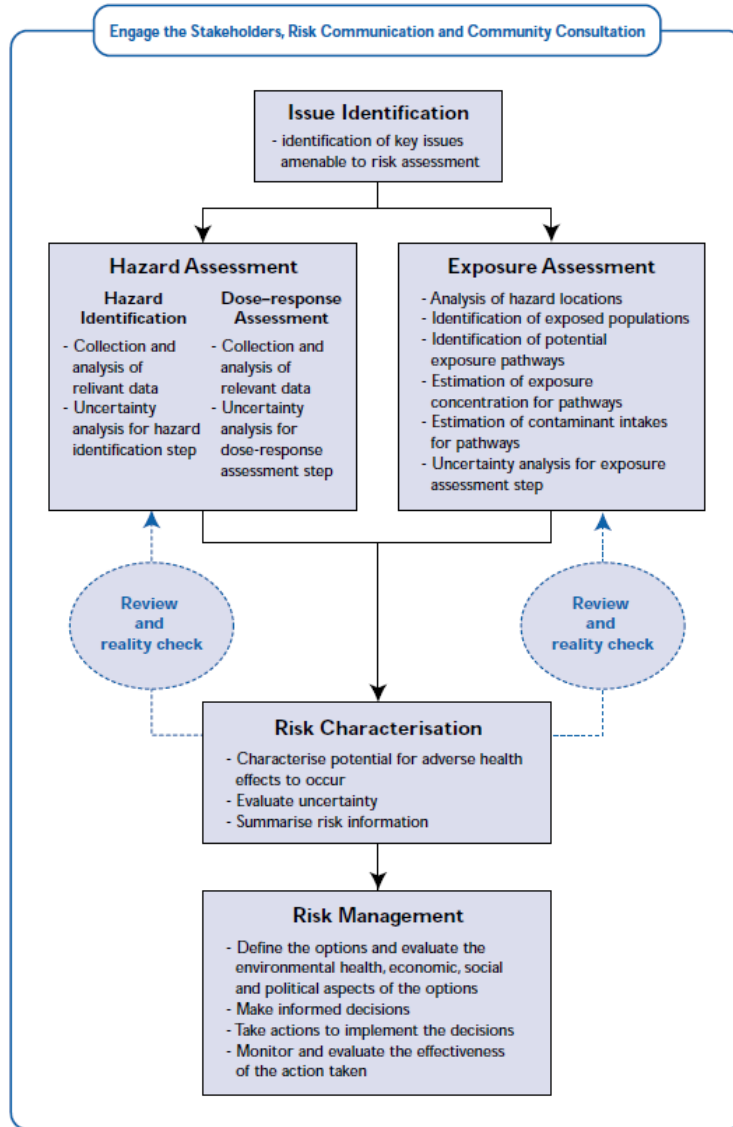 Engage the Stakeholders, Risk Communication and Community Consultation
Issue Identification
- identification of key issues
amenable to risk assessment
Hazard Assessment
Hazard
Identification
- Collection and
analysis of
relivant data
- Uncertainty
analysis for hazard
identification step
Dose–response
Assessment
- Collection and
analysis of
relevant data
- Uncertainty
analysis for
dose-response
assessment step
Exposure Assessment
- Analysis of hazard locations
- Identification of exposed populations
- Identification of potential
exposure pathways
- Estimation of exposure
concentration for pathways
- Estimation of contaminant intakes
for pathways
- Uncertainty analysis for exposure
assessment step
Review
and
reality check
Review
and
reality check
Risk Characterisation
- Characterise potential for adverse health
effects to occur
- Evaluate uncertainty
- Summarise risk information
Risk Management
- Define the options and evaluate the
environmental health, economic, social
and political aspects of the options
- Make informed decisions
- Take actions to implement the decisions
- Monitor and evaluate the effectiveness
of the action taken